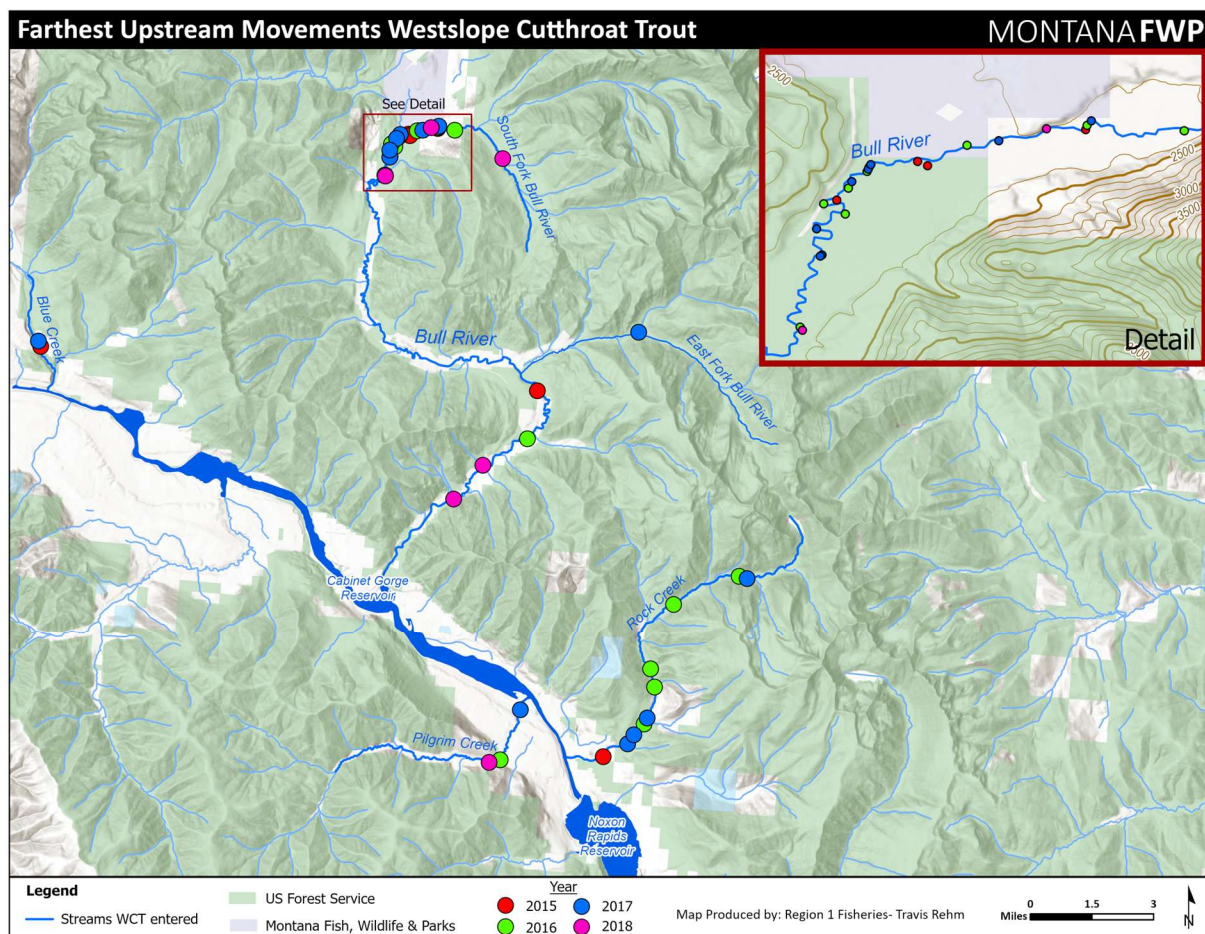 Farthest Upstream Movements Westslope Cutthroat Trout
MONTANA FWP
See Detail
South Fork Bull River
Blue Creek
Bull River
East Fork Bull River
Cabinet Gorge
Reservoir
Rock Creek
Pilgrim Creek
Noxon
Rapids
Reservoir
2500
Bull River
2500
3000
3500
Detail
Legend
Streams WCT entered
US Forest Service
Montana Fish, Wildlife & Parks
Year
2015
2016
2017
2018
Map Produced by: Region 1 Fisheries- Travis Rehm
0 1.5 3
Miles
N